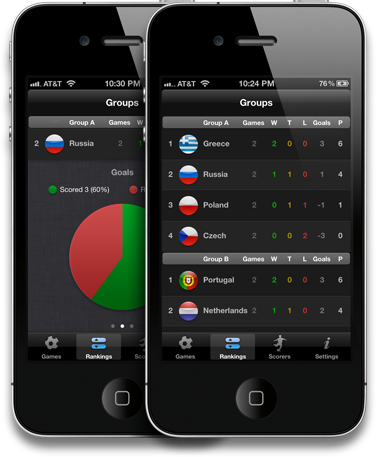 AT&T 10:30 PM
Groups
Group A Games W
2 Russia 2
Goals
Scored 3 (60%)
Games Rankings
AT&T 10:24 PM 76%
Groups
Group A Games W T L Goals P
1 Greece 2 2 0 0 3 6
2 Russia 2 1 1 0 1 4
3 Poland 2 0 1 1 -1 1
4 Czech 2 0 0 2 -3 0
Group B Games W T L Goals P
1 Portugal 2 2 0 0 3 6
2 Netherlands 2 1 1 0 2 4
Games Rankings Scorers Settings